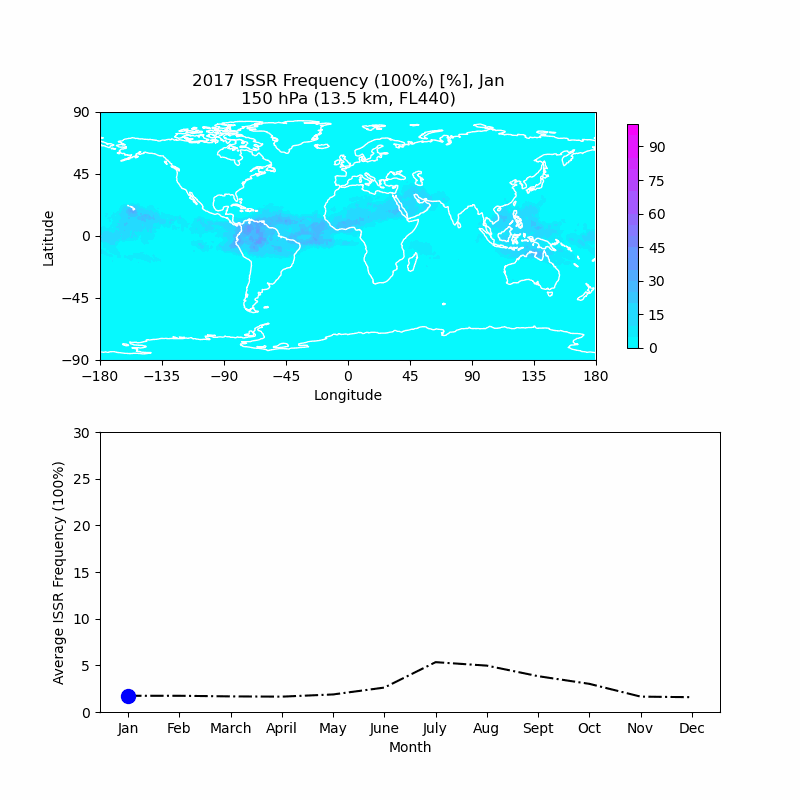 2017 ISSR Frequency (100%) [%], Jan
150 hPa (13.5 km, FL440)
90
45
0
−45
−90
Latitude
−180 −135 −90 −45 0 45 90 135 180
Longitude
90
75
60
45
30
15
0
30
25
20
15
10
5
0
Average ISSR Frequency (100%)
Jan Feb March April May June July Aug Sept Oct Nov Dec
Month